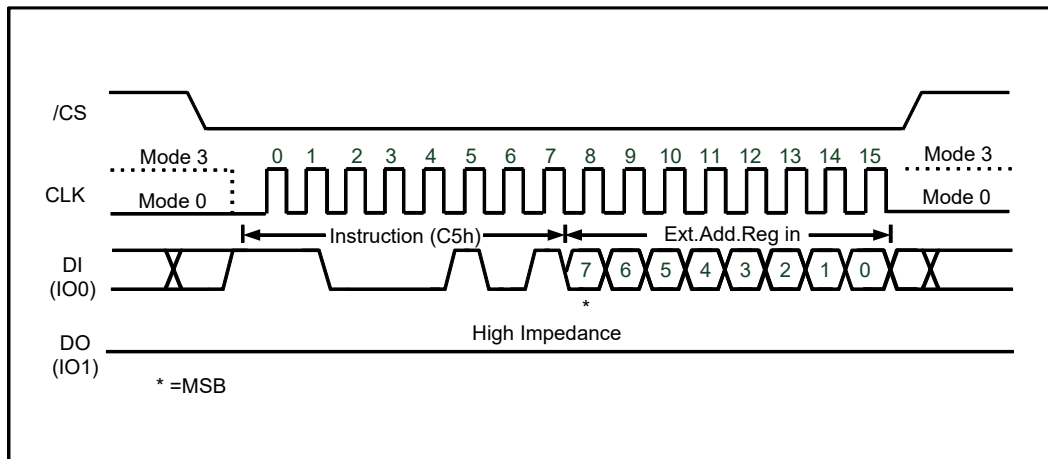 /CS
Mode 3
0 1 2 3 4 5 6 7 8 9 10 11 12 13 14 15
Mode 3
CLK
Mode 0
Mode 0
Instruction (C5h)
Ext.Add.Reg in
DI
(IO0)
7 6 5 4 3 2 1 0
*
High Impedance
DO
(IO1)
* =MSB